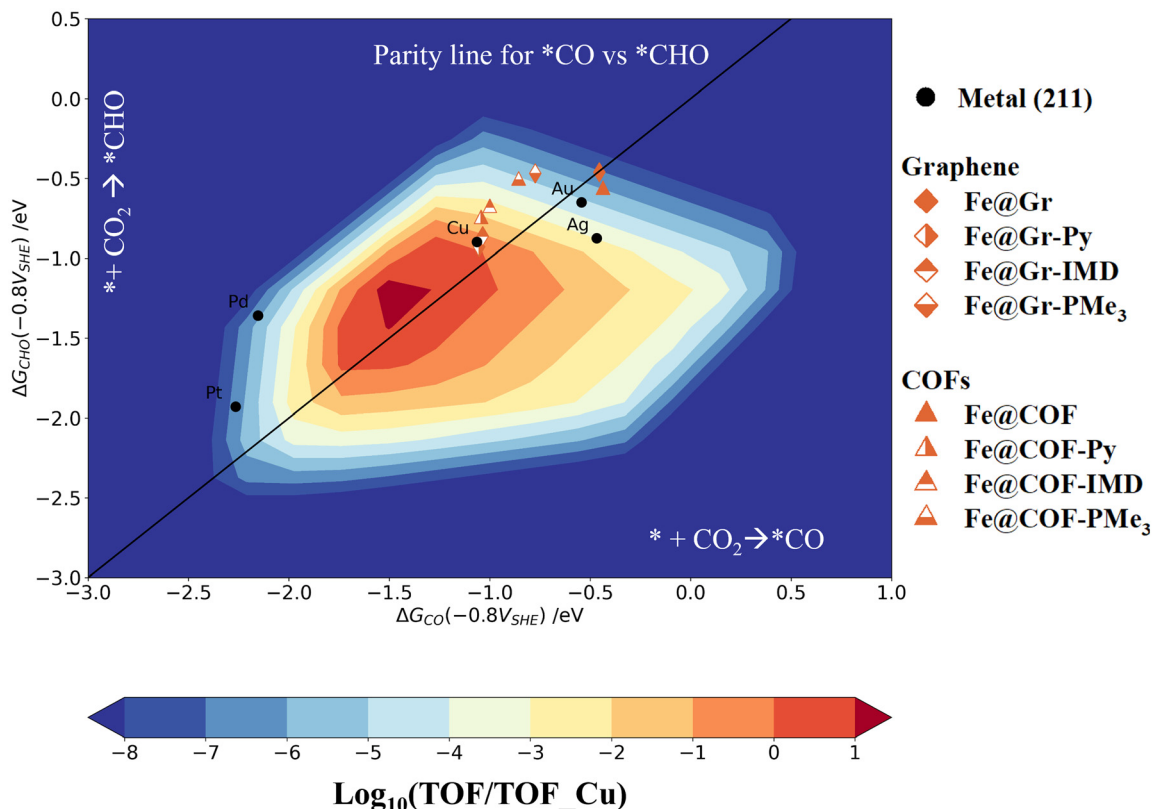 Parity line for *CO vs *CHO
*+ CO₂ → *CHO
* + CO₂→*CO
Au
Ag
Cu
Pd
Pt
0.5
0.0
−0.5
−1.0
−1.5
−2.0
−2.5
−3.0
ΔG_CHO(−0.8V_SHE) /eV
−3.0 −2.5 −2.0 −1.5 −1.0 −0.5 0.0 0.5 1.0
ΔG_CO(−0.8V_SHE) /eV
Metal (211)
Graphene
Fe@Gr
Fe@Gr-Py
Fe@Gr-IMD
Fe@Gr-PMe₃
COFs
Fe@COF
Fe@COF-Py
Fe@COF-IMD
Fe@COF-PMe₃
−8 −7 −6 −5 −4 −3 −2 −1 0 1
Log₁₀(TOF/TOF_Cu)